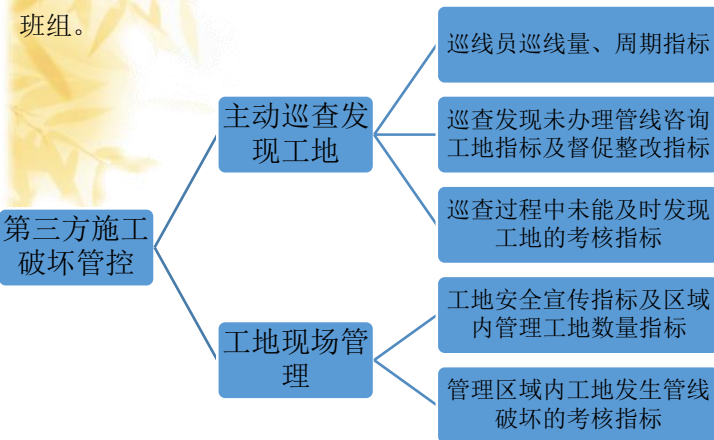 班组。
第三方施工
破坏管控
主动巡查发
现工地
巡线员巡线量、周期指标
巡查发现未办理管线咨询
工地指标及督促整改指标
巡查过程中未能及时发现
工地的考核指标
工地现场管
理
工地安全宣传指标及区域
内管理工地数量指标
管理区域内工地发生管线
破坏的考核指标